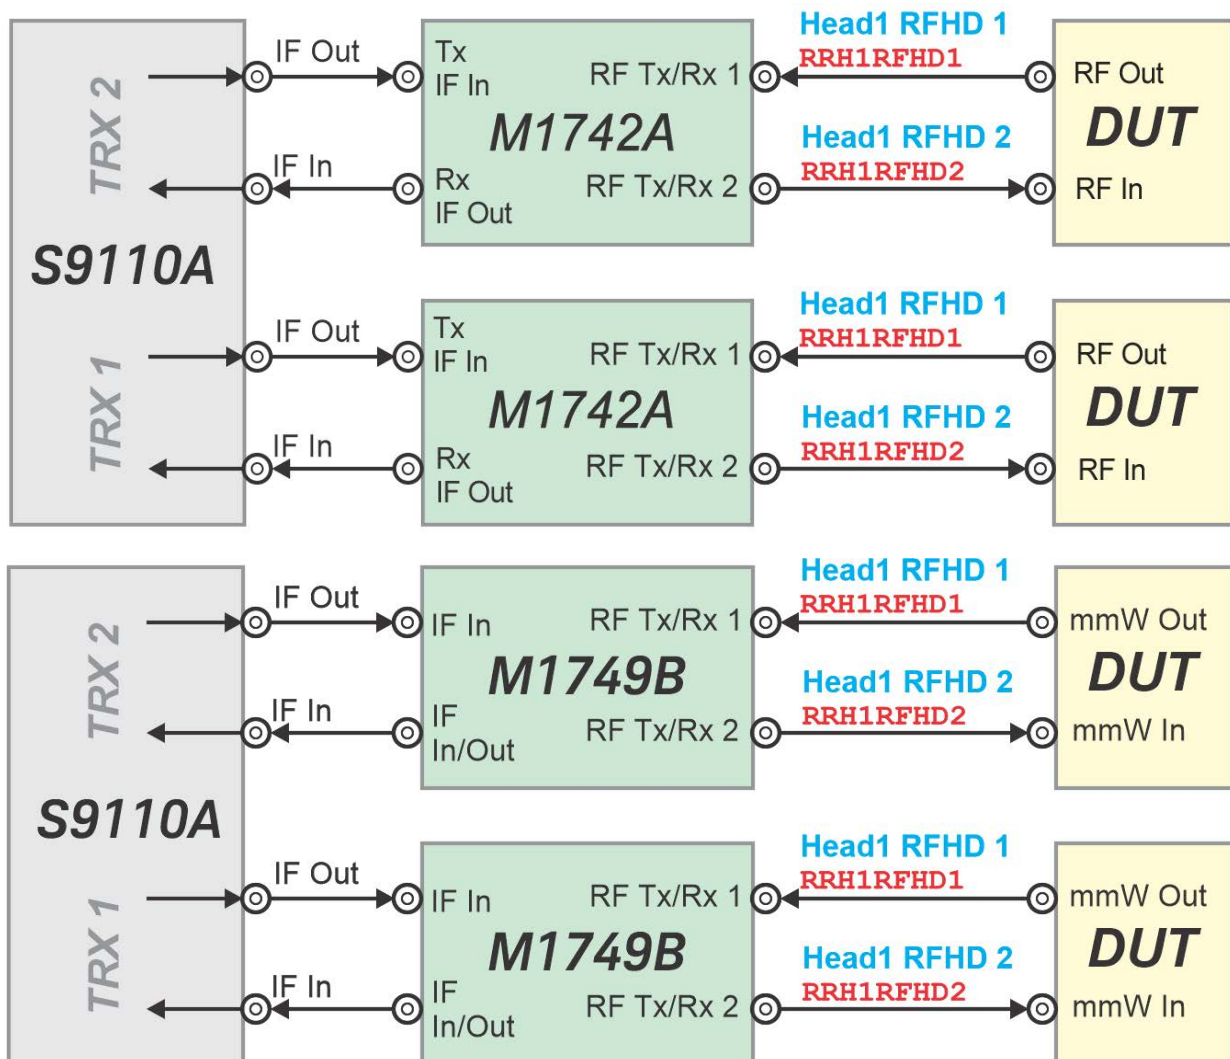 TRX 2
IF Out
Tx
IF In
RF Tx/Rx 1
Head1 RFHD 1
RRH1RFHD1
RF Out
M1742A
DUT
IF In
Rx
IF Out
RF Tx/Rx 2
Head1 RFHD 2
RRH1RFHD2
RF In
S9110A
TRX 1
IF Out
Tx
IF In
RF Tx/Rx 1
Head1 RFHD 1
RRH1RFHD1
RF Out
M1742A
DUT
IF In
Rx
IF Out
RF Tx/Rx 2
Head1 RFHD 2
RRH1RFHD2
RF In
TRX 2
IF Out
IF In
RF Tx/Rx 1
Head1 RFHD 1
RRH1RFHD1
mmW Out
M1749B
DUT
IF In
IF
In/Out
RF Tx/Rx 2
Head1 RFHD 2
RRH1RFHD2
mmW In
S9110A
TRX 1
IF Out
IF In
RF Tx/Rx 1
Head1 RFHD 1
RRH1RFHD1
mmW Out
M1749B
DUT
IF In
IF
In/Out
RF Tx/Rx 2
Head1 RFHD 2
RRH1RFHD2
mmW In